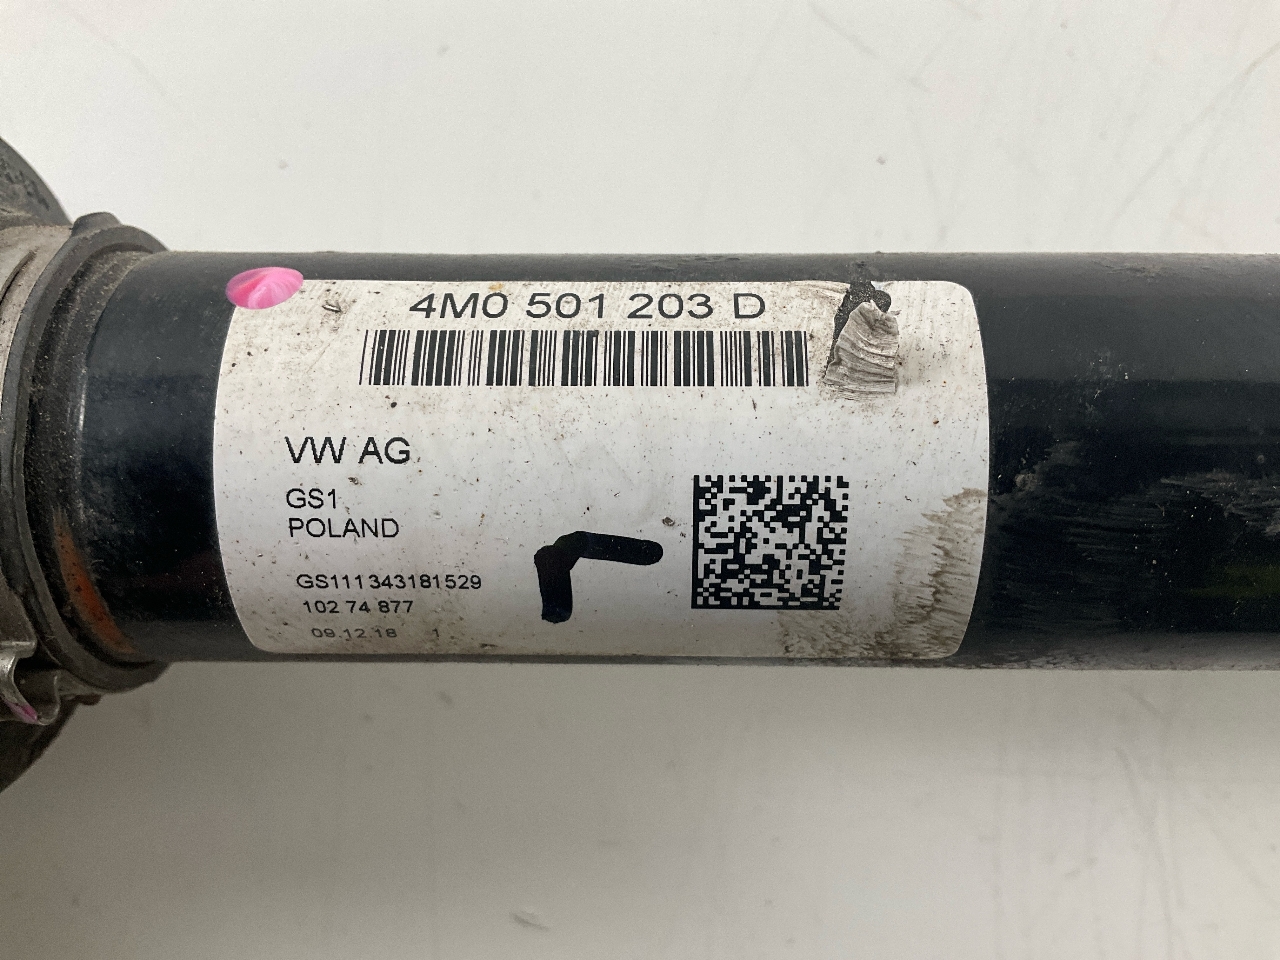 4M0 501 203 D
VW AG
GS1
POLAND
GS111343181529
102 74 877
09.12.18 1